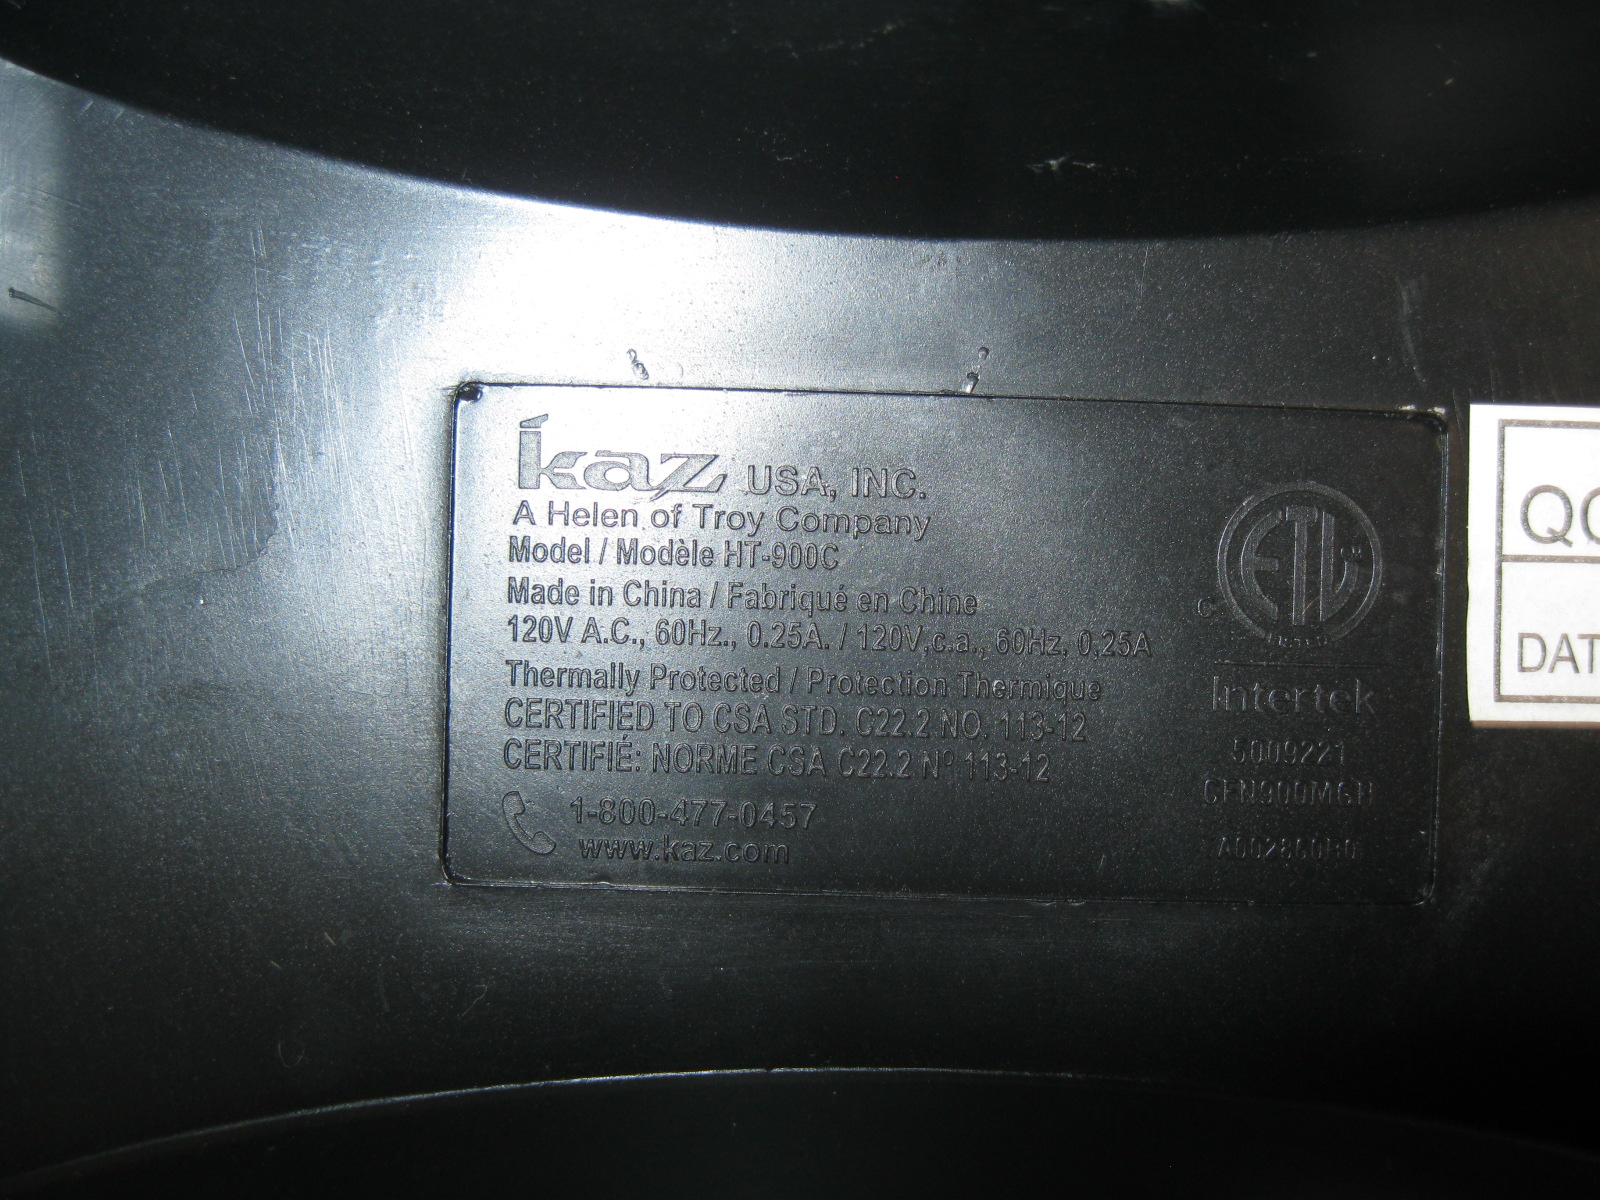 kaz USA, INC.
A Helen of Troy Company
Model / Modèle HT-900C
Made in China / Fabriqué en Chine
120V A.C., 60Hz., 0.25A. / 120V,c.a., 60Hz, 0,25A
Thermally Protected / Protection Thermique
CERTIFIED TO CSA STD. C22.2 NO. 113-12
CERTIFIÉ: NORME CSA C22.2 Nº 113-12
1-800-477-0457
www.kaz.com
ETL
C
Intertek
5009221
QC
DAT